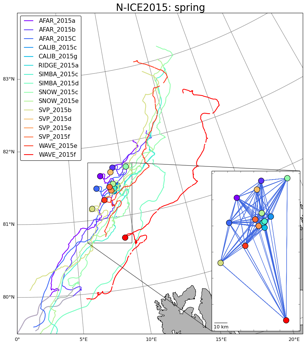 N-ICE2015: spring
AFAR_2015a
AFAR_2015b
AFAR_2015C
CALIB_2015c
CALIB_2015g
RIDGE_2015a
SIMBA_2015c
SIMBA_2015d
SNOW_2015c
SNOW_2015e
SVP_2015b
SVP_2015d
SVP_2015e
SVP_2015f
WAVE_2015e
WAVE_2015f
83°N
82°N
81°N
80°N
10 km
0°
5°E
10°E
15°E
20°E